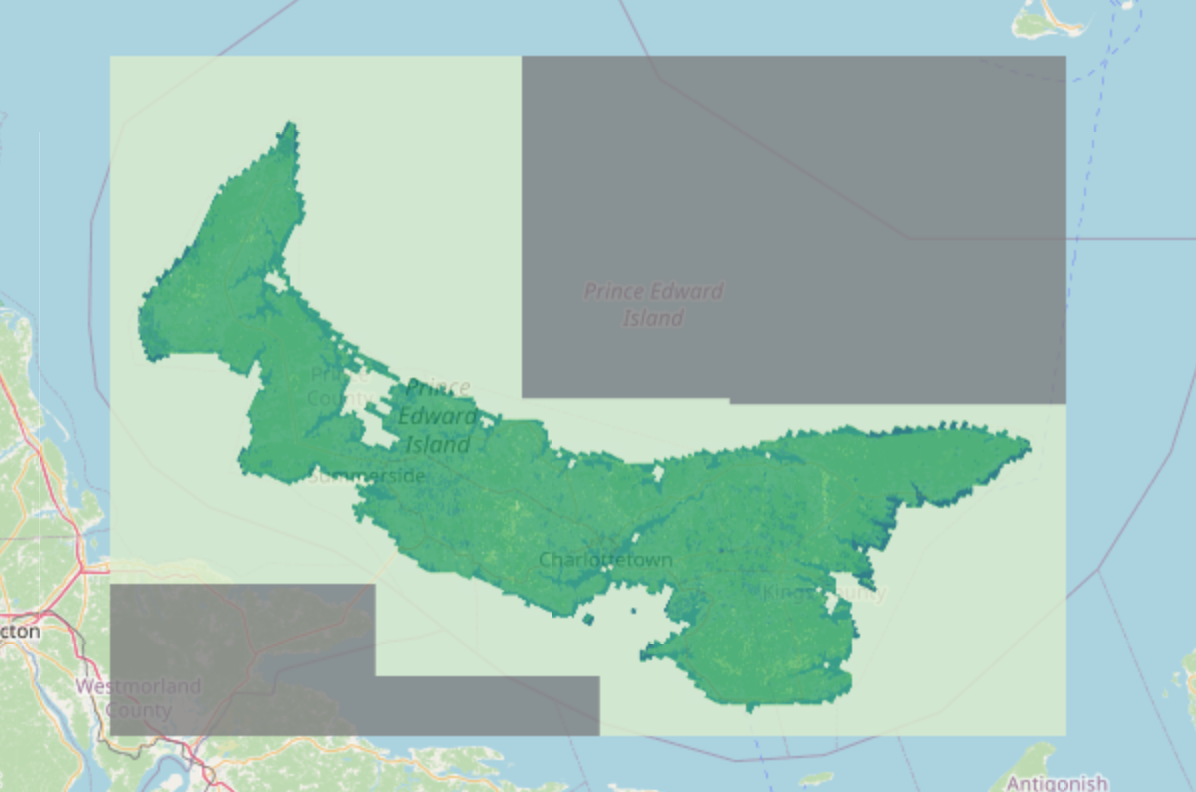 Prince Edward
Island
Prince
County
Prince
Edward
Island
Summerside
Charlottetown
Kings County
cton
Westmorland
County
Antigonish